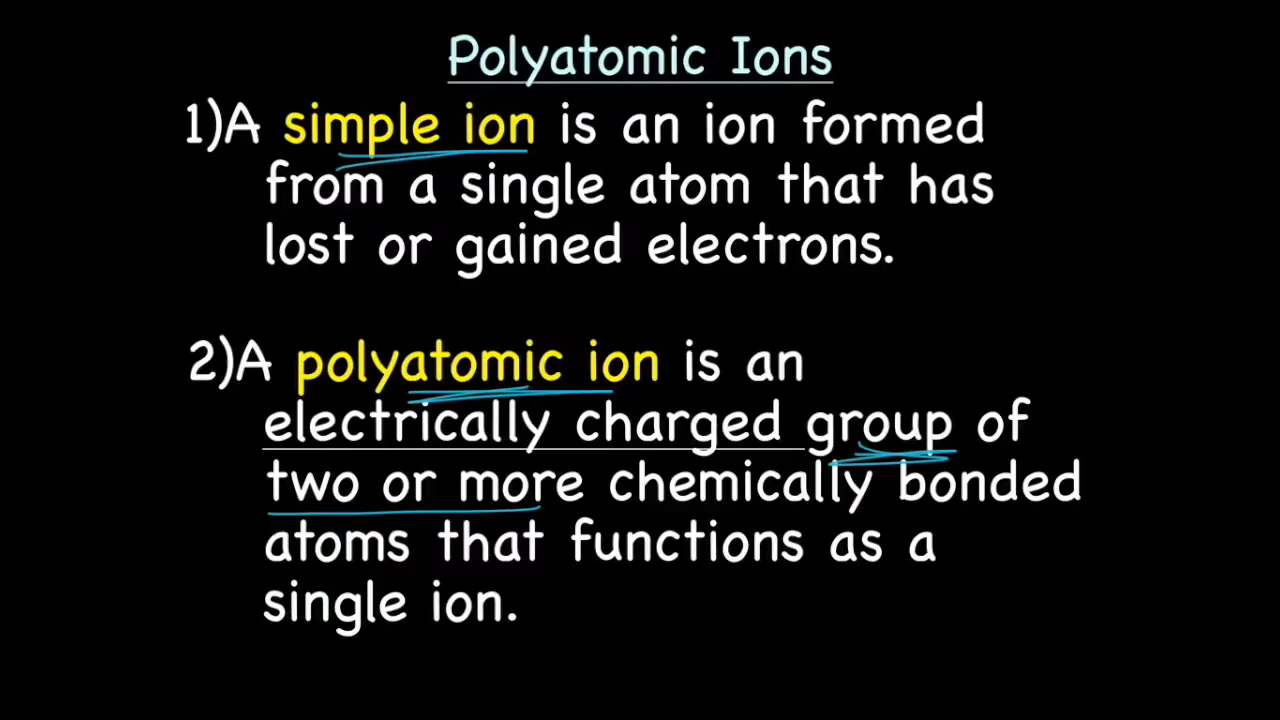 Polyatomic Ions
1)A simple ion is an ion formed
from a single atom that has
lost or gained electrons.
2)A polyatomic ion is an
electrically charged group of
two or more chemically bonded
atoms that functions as a
single ion.